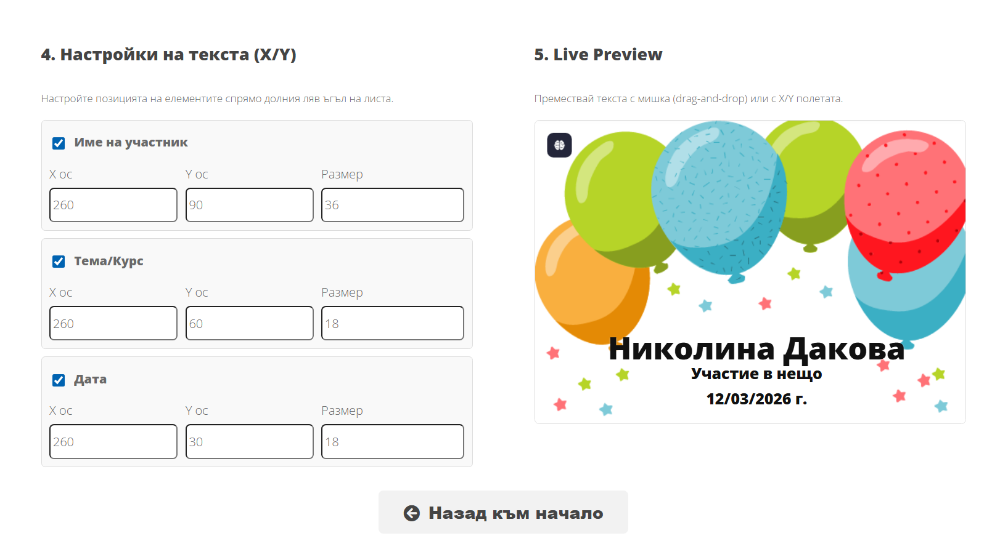 4. Настройки на текста (X/Y)
Настройте позицията на елементите спрямо долния ляв ъгъл на листа.
Име на участник
X ос Y ос Размер
260 90 36
Тема/Курс
X ос Y ос Размер
260 60 18
Дата
X ос Y ос Размер
260 30 18
5. Live Preview
Премествай текста с мишка (drag-and-drop) или с X/Y полетата.
Николина Дакова
Участие в нещо
12/03/2026 г.
Назад към начало